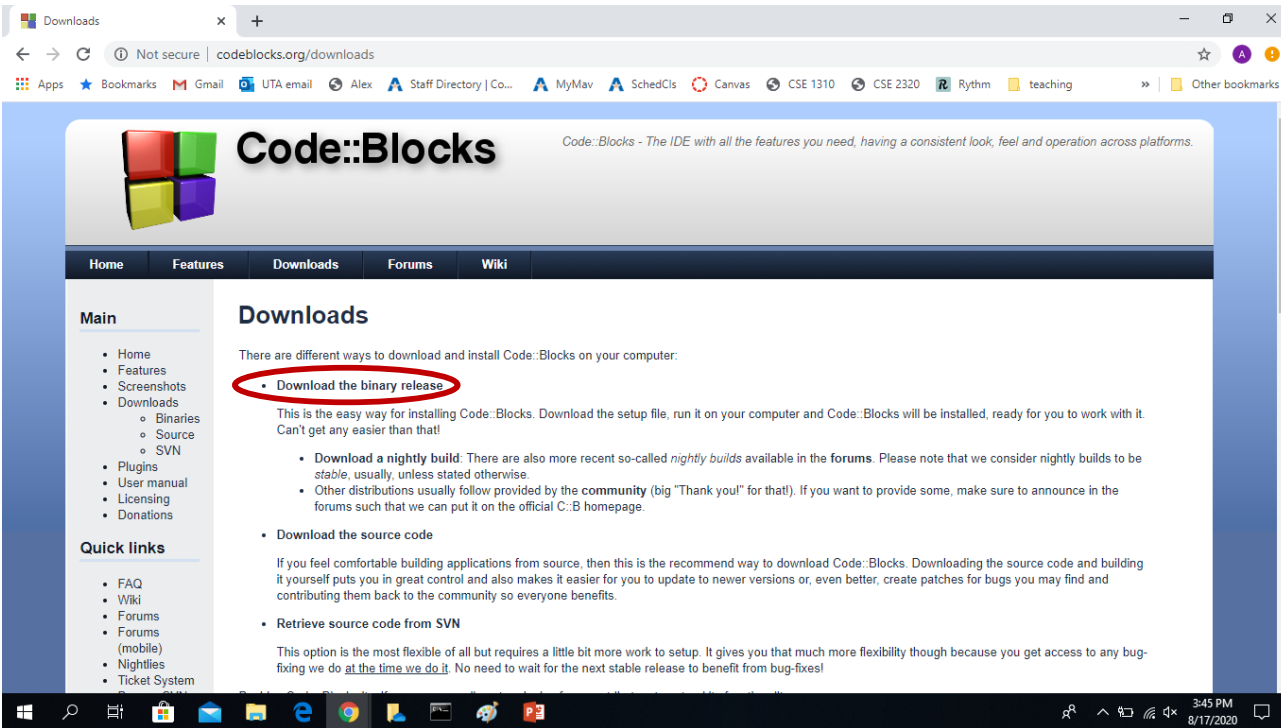 Downloads
Not secure | codeblocks.org/downloads
A
Apps Bookmarks Gmail UTA email Alex Staff Directory | Co... MyMav SchedCls Canvas CSE 1310 CSE 2320 Rythm teaching » Other bookmarks
Code::Blocks
Code::Blocks - The IDE with all the features you need, having a consistent look, feel and operation across platforms.
Home Features Downloads Forums Wiki
Main
Home
Features
Screenshots
Downloads
Binaries
Source
SVN
Plugins
User manual
Licensing
Donations
Quick links
FAQ
Wiki
Forums
Forums
(mobile)
Nightlies
Ticket System
Downloads
There are different ways to download and install Code::Blocks on your computer:
Download the binary release
This is the easy way for installing Code::Blocks. Download the setup file, run it on your computer and Code::Blocks will be installed, ready for you to work with it.
Can't get any easier than that!
Download a nightly build: There are also more recent so-called nightly builds available in the forums. Please note that we consider nightly builds to be
stable, usually, unless stated otherwise.
Other distributions usually follow provided by the community (big "Thank you!" for that!). If you want to provide some, make sure to announce in the
forums such that we can put it on the official C::B homepage.
Download the source code
If you feel comfortable building applications from source, then this is the recommend way to download Code::Blocks. Downloading the source code and building
it yourself puts you in great control and also makes it easier for you to update to newer versions or, even better, create patches for bugs you may find and
contributing them back to the community so everyone benefits.
Retrieve source code from SVN
This option is the most flexible of all but requires a little bit more work to setup. It gives you that much more flexibility though because you get access to any bug-
fixing we do at the time we do it. No need to wait for the next stable release to benefit from bug-fixes!
3:45 PM
8/17/2020